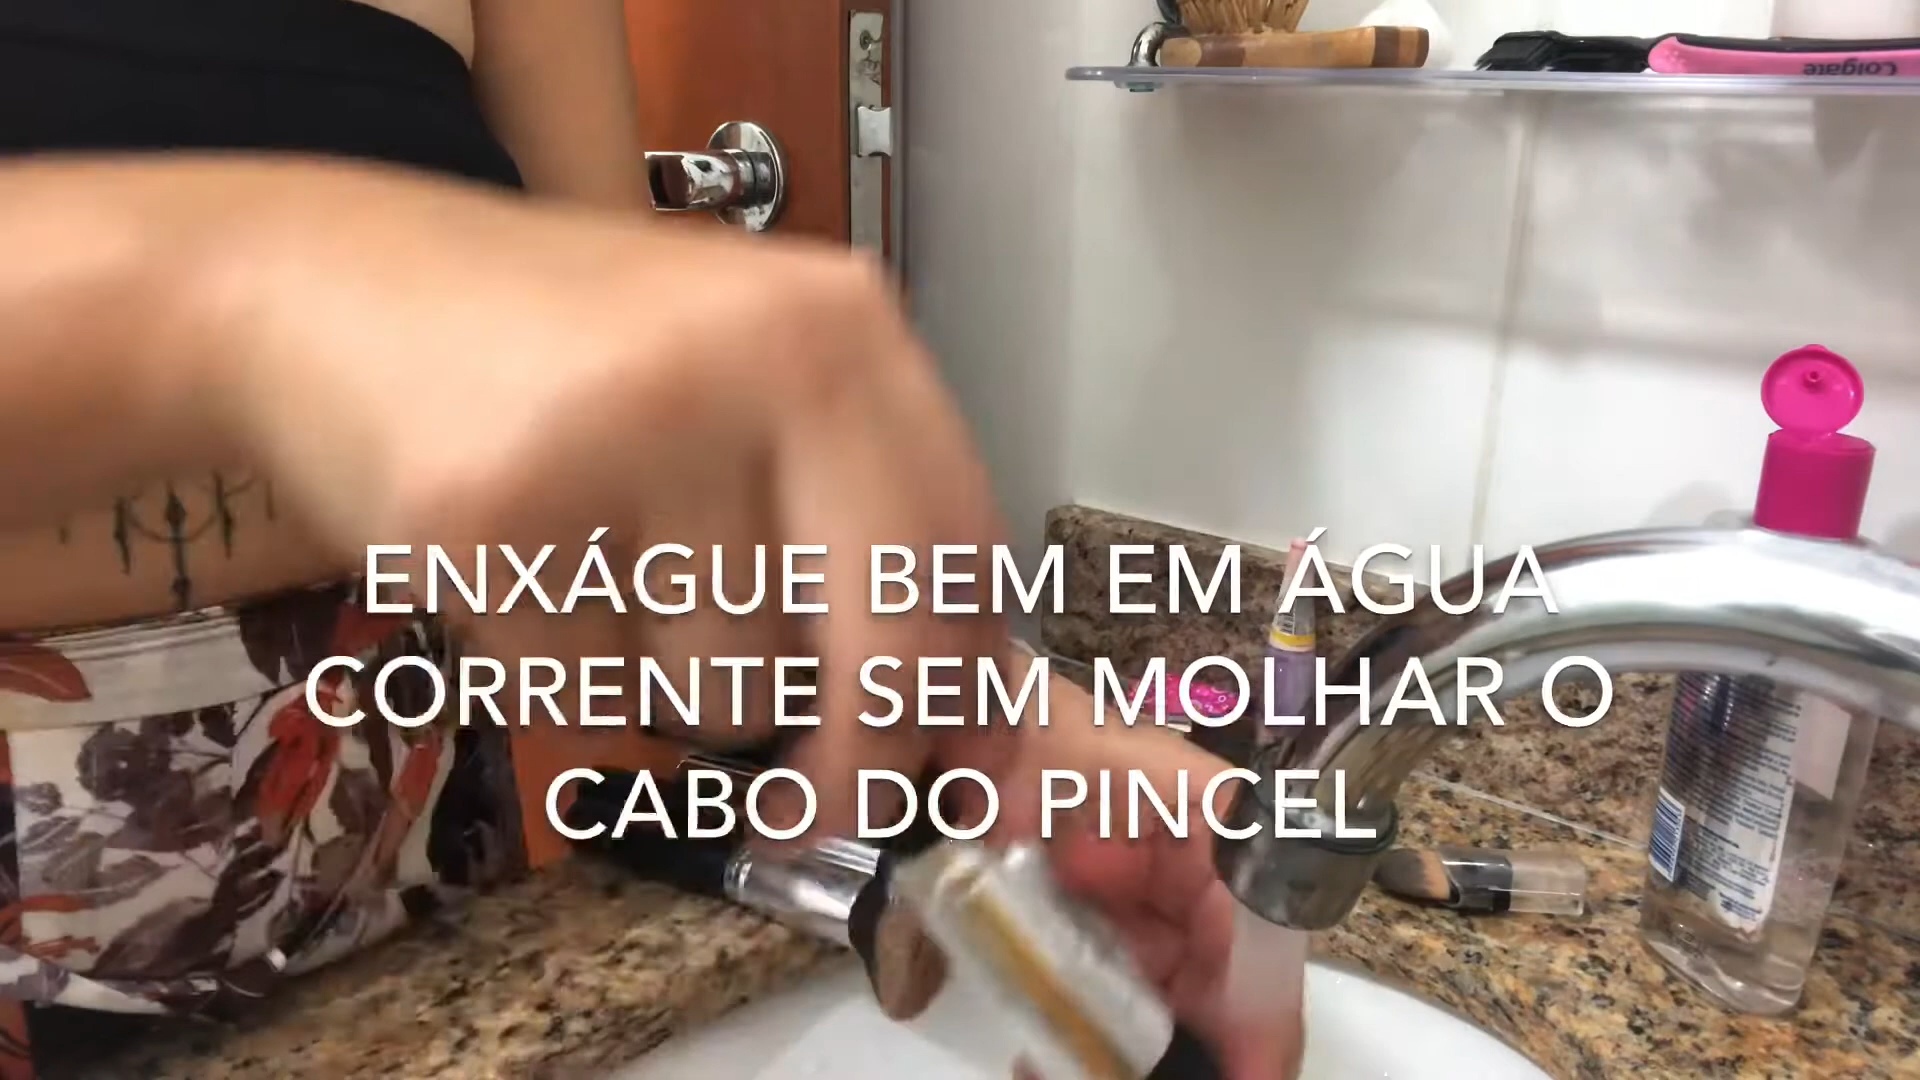 Colgate
ENXÁGUE BEM EM ÁGUA
CORRENTE SEM MOLHAR O
CABO DO PINCEL